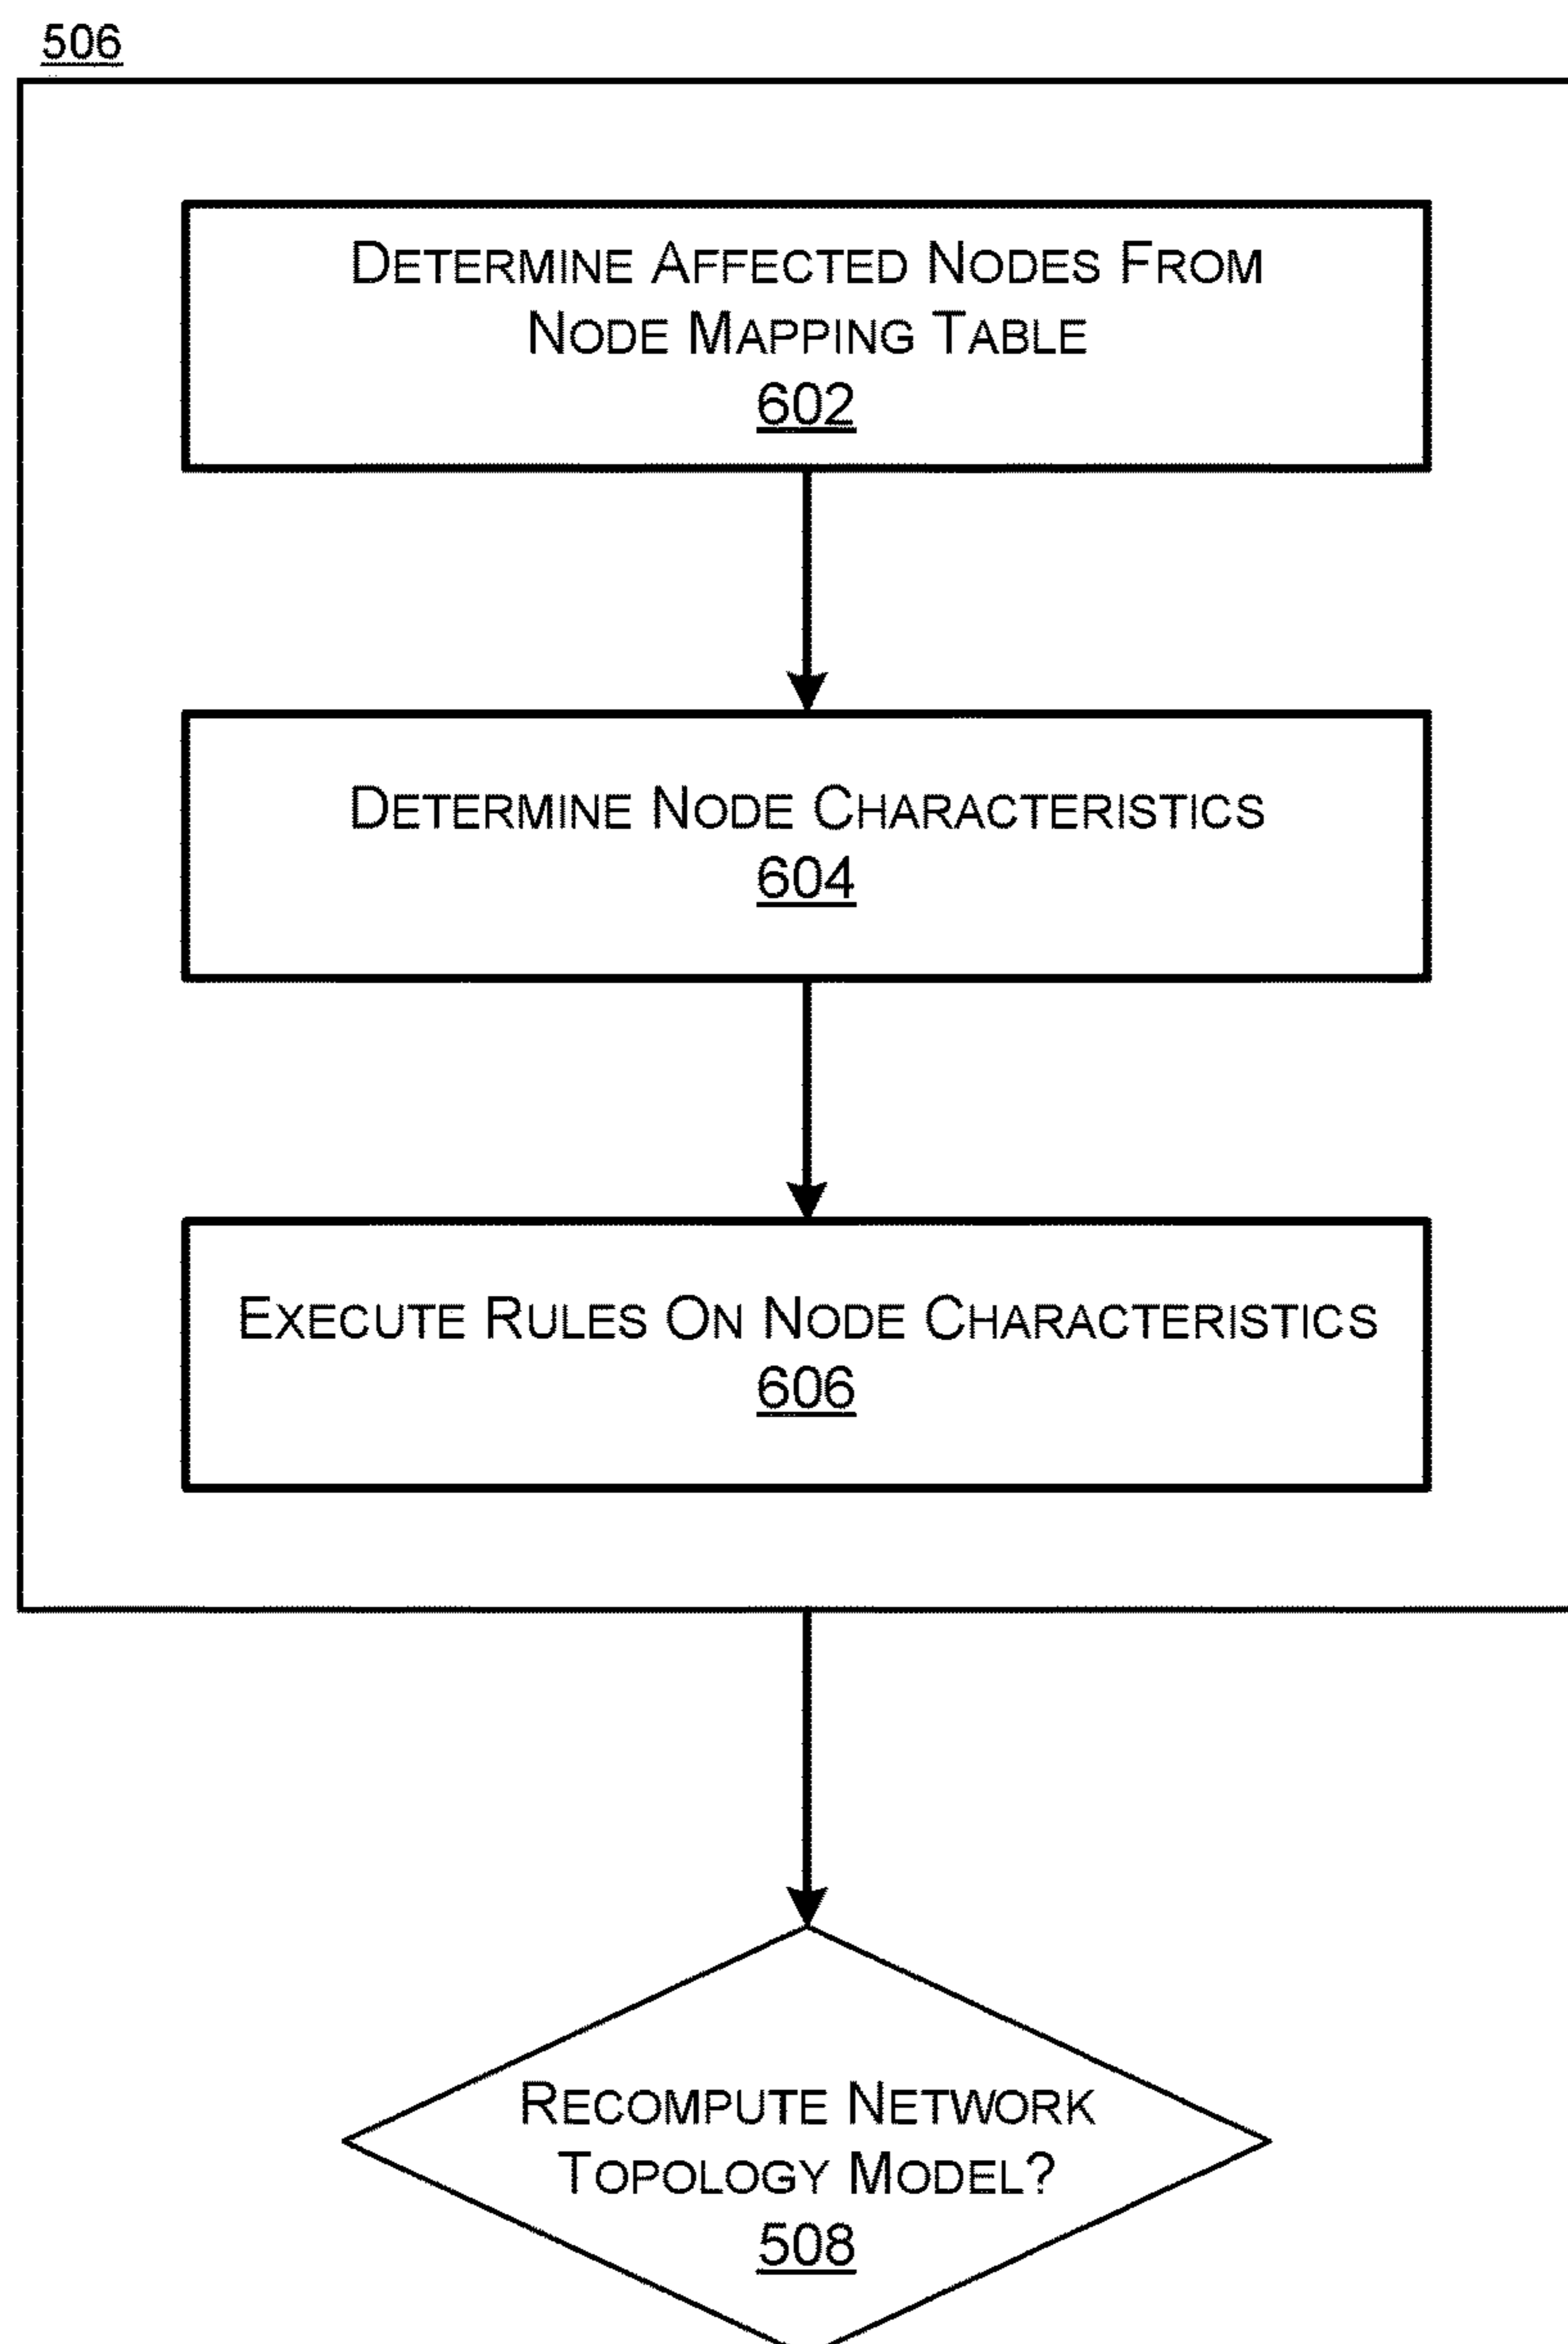 506
DETERMINE AFFECTED NODES FROM
NODE MAPPING TABLE
602
DETERMINE NODE CHARACTERISTICS
604
EXECUTE RULES ON NODE CHARACTERISTICS
606
RECOMPUTE NETWORK
TOPOLOGY MODEL?
508